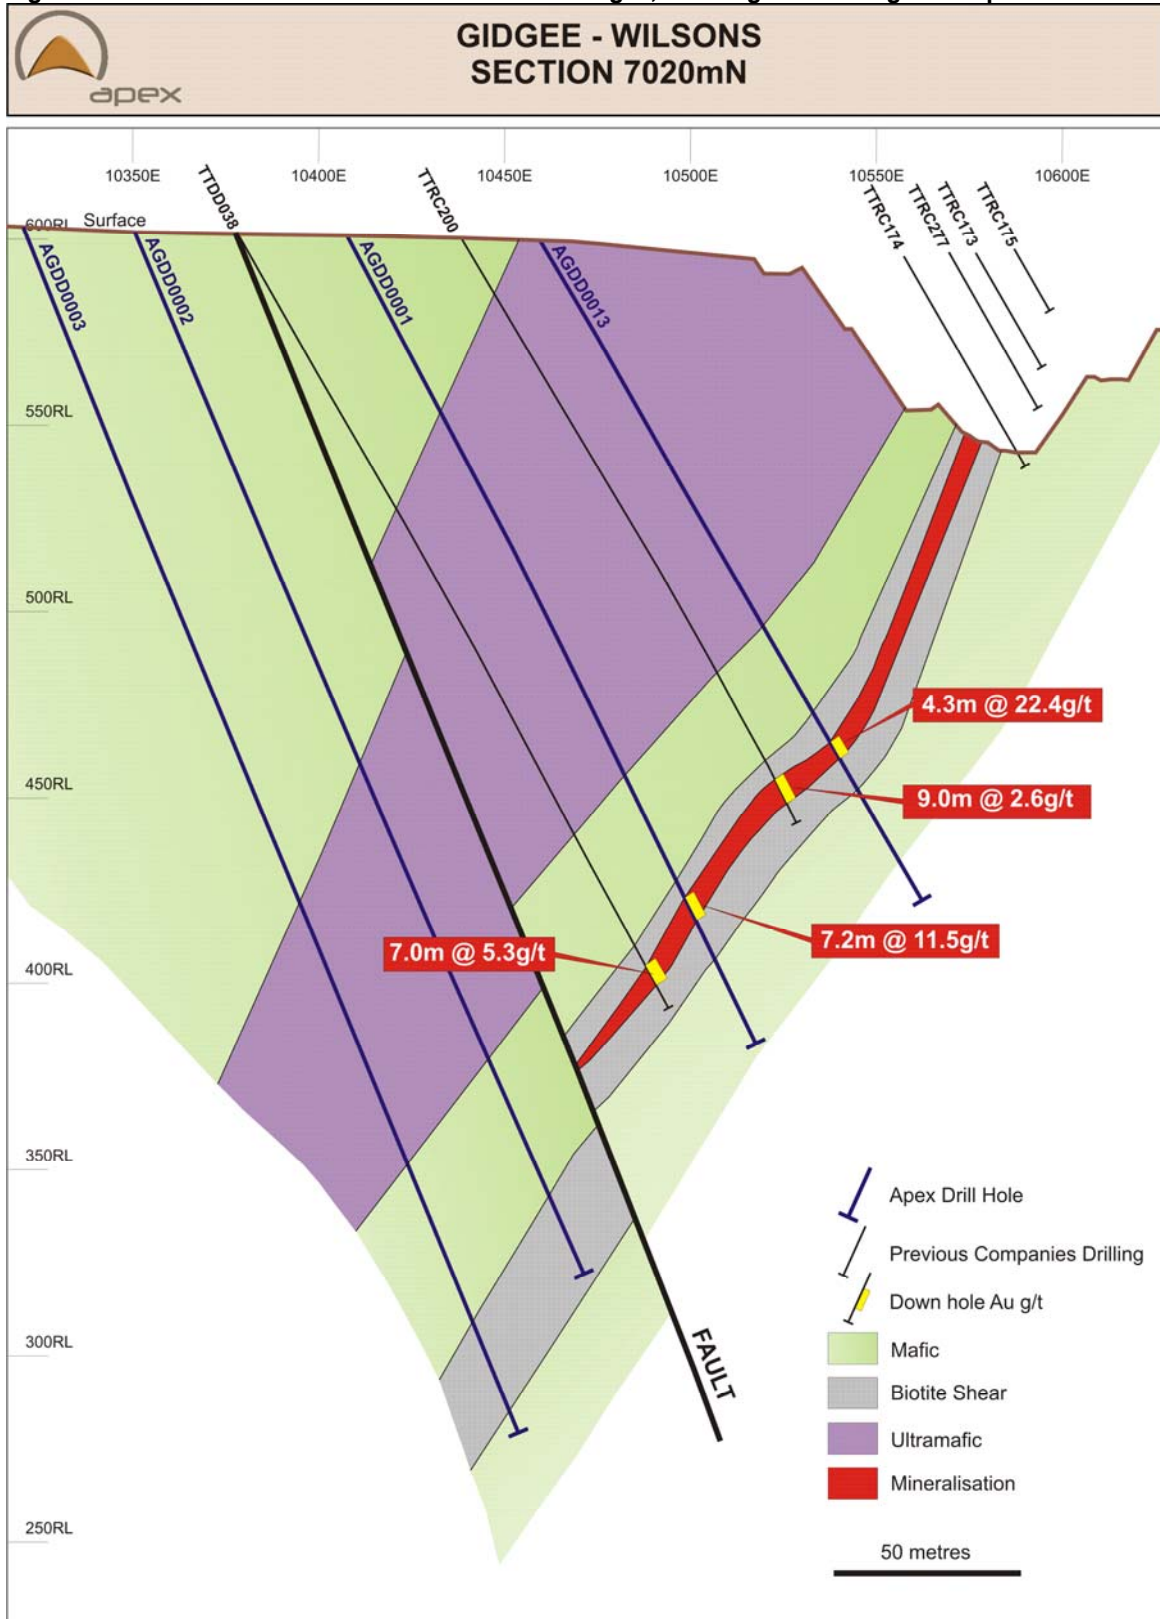 apex
GIDGEE - WILSONS
SECTION 7020mN
10350E
10400E
10450E
10500E
10550E
10600E
TTDD038
TTRC200
TTRC174
TTRC277
TTRC173
TTRC175
600RL
Surface
AGDD0003
AGDD0002
AGDD0001
AGDD0013
550RL
500RL
450RL
400RL
350RL
300RL
250RL
4.3m @ 22.4g/t
9.0m @ 2.6g/t
7.2m @ 11.5g/t
7.0m @ 5.3g/t
FAULT
Apex Drill Hole
Previous Companies Drilling
Down hole Au g/t
Mafic
Biotite Shear
Ultramafic
Mineralisation
50 metres